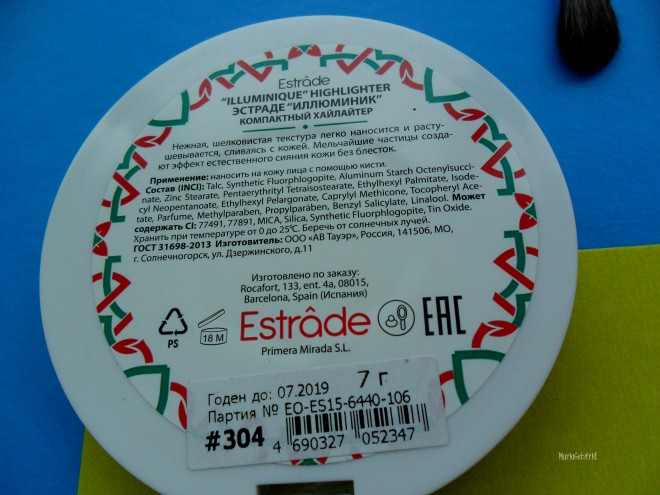 Estrade
"ILLUMINIQUE" HIGHLIGHTER
ЭСТРАДЕ "ИЛЛЮМИНИК"
КОМПАКТНЫЙ ХАЙЛАЙТЕР
Нежная, шелковистая текстура легко наносится и расту-
шевывается, сливаясь с кожей. Мельчайшие частицы созда-
ют эффект естественного сияния кожи без блесток.
Применение: наносить на кожу лица с помощью кисти.
Состав (INCI): Talc, Synthetic Fluorphlogopite, Aluminum Starch Octenylsucci-
nate, Zinc Stearate, Pentaerythrityl Tetraisostearate, Ethylhexyl Palmitate, Isode-
cyl Neopentanoate, Ethylhexyl Pelargonate, Caprylyl Methicone, Tocopheryl Ace-
tate, Parfume, Methylparaben, Propylparaben, Benzyl Salicylate, Linalool. Может
содержать CI: 77491, 77891, MICA, Silica, Synthetic Fluorphlogopite, Tin Oxide.
Хранить при температуре от 0 до 25°C. Беречь от солнечных лучей.
ГОСТ 31698-2013 Изготовитель: ООО «АВ Тауэр», Россия, 141506, МО,
г. Солнечногорск, ул. Дзержинского, д.11
Изготовлено по заказу:
Rocafort, 133, ent. 4a, 08015,
Barcelona, Spain (Испания)
PS
18 M
Estrâde
EAC
Primera Mirada S.L.
Годен до: 07.2019 7 г
Партия № EO-ES15-6440-106
#304
4 690327 052347